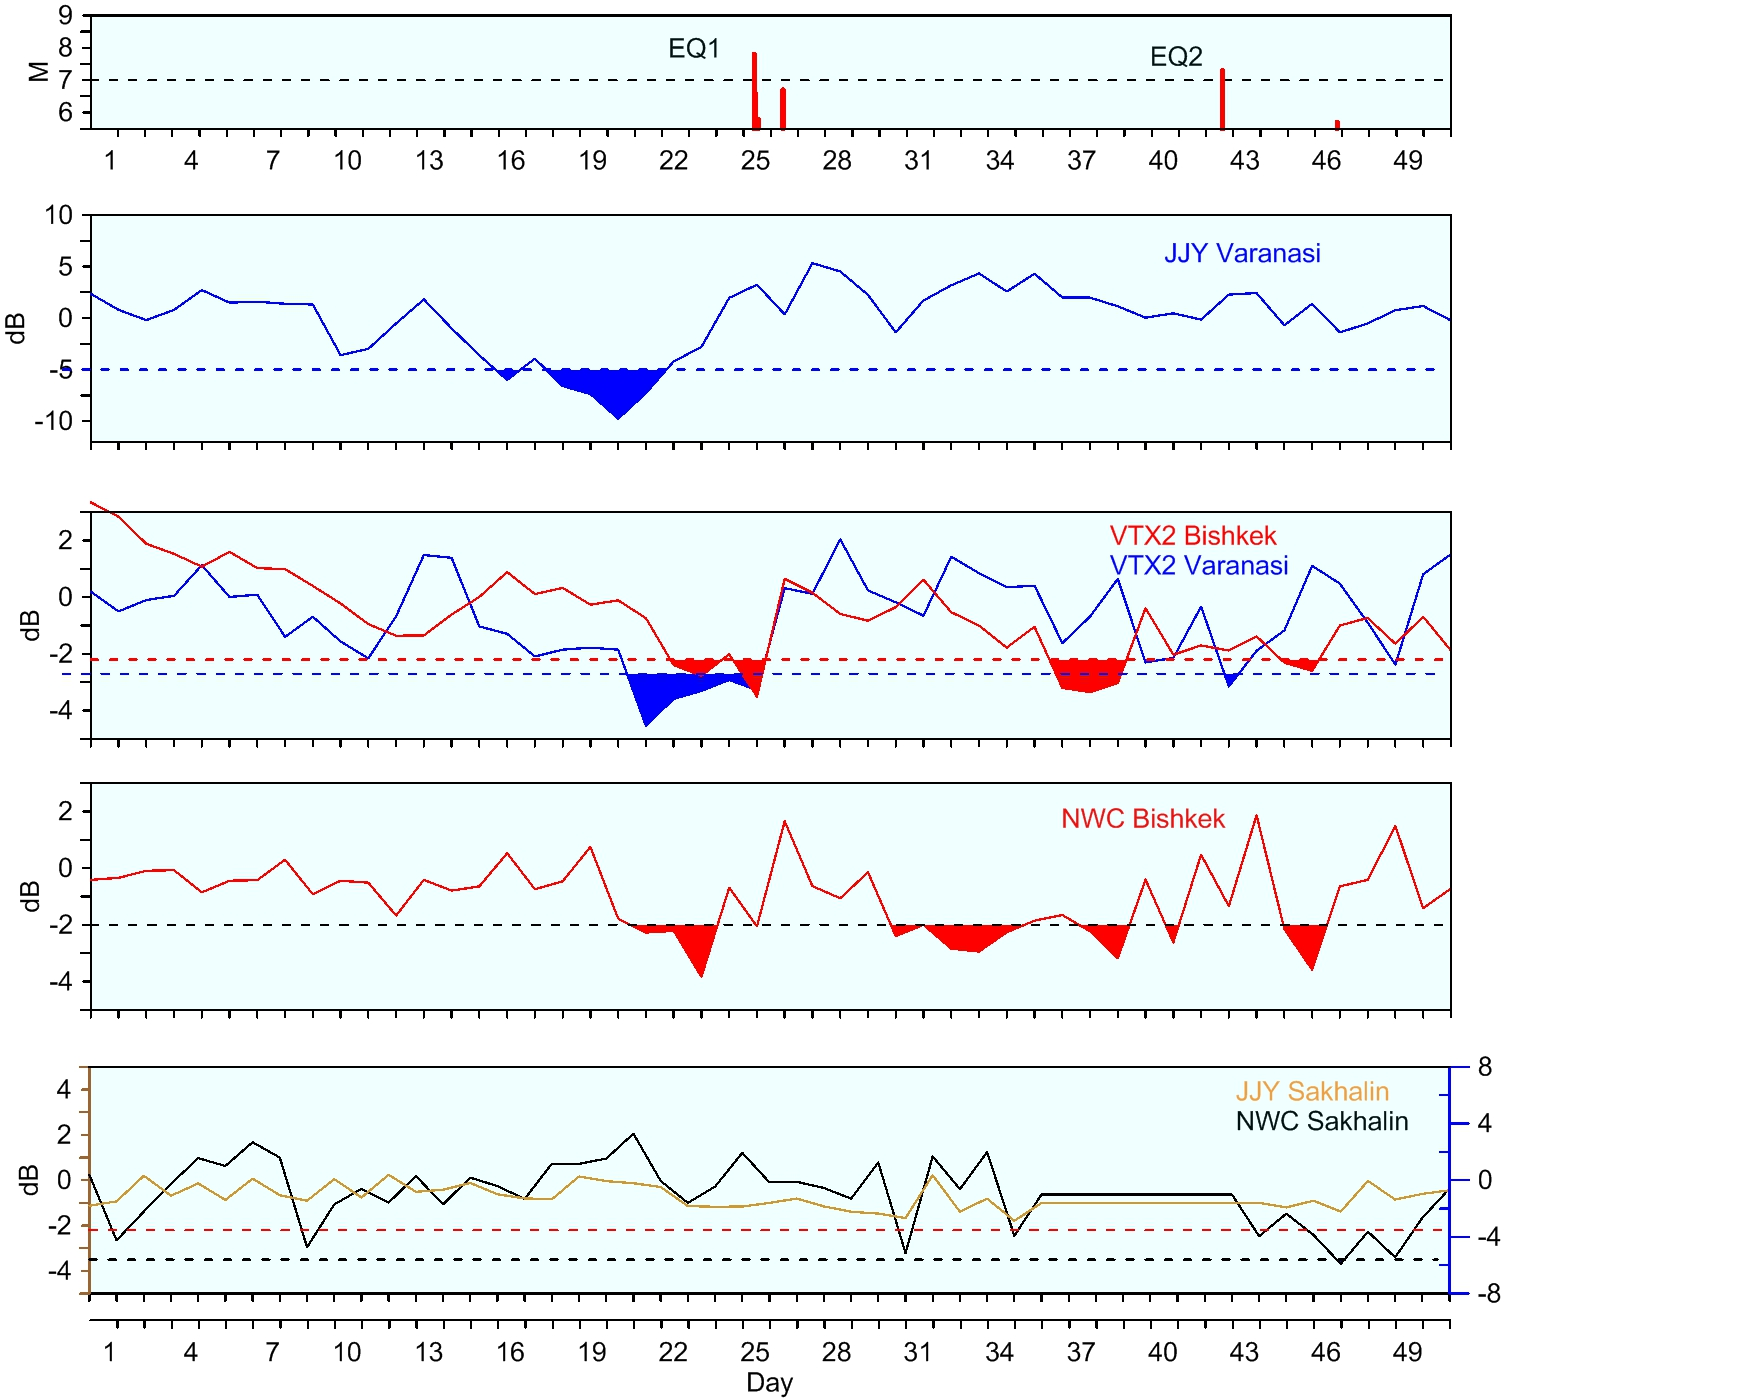 9
8
7
6
M
EQ1
EQ2
1 4 7 10 13 16 19 22 25 28 31 34 37 40 43 46 49
10
5
0
-5
-10
dB
JJY Varanasi
2
0
-2
-4
dB
VTX2 Bishkek
VTX2 Varanasi
2
0
-2
-4
dB
NWC Bishkek
4
2
0
-2
-4
dB
JJY Sakhalin
NWC Sakhalin
8
4
0
-4
-8
1 4 7 10 13 16 19 22 25 28 31 34 37 40 43 46 49
Day